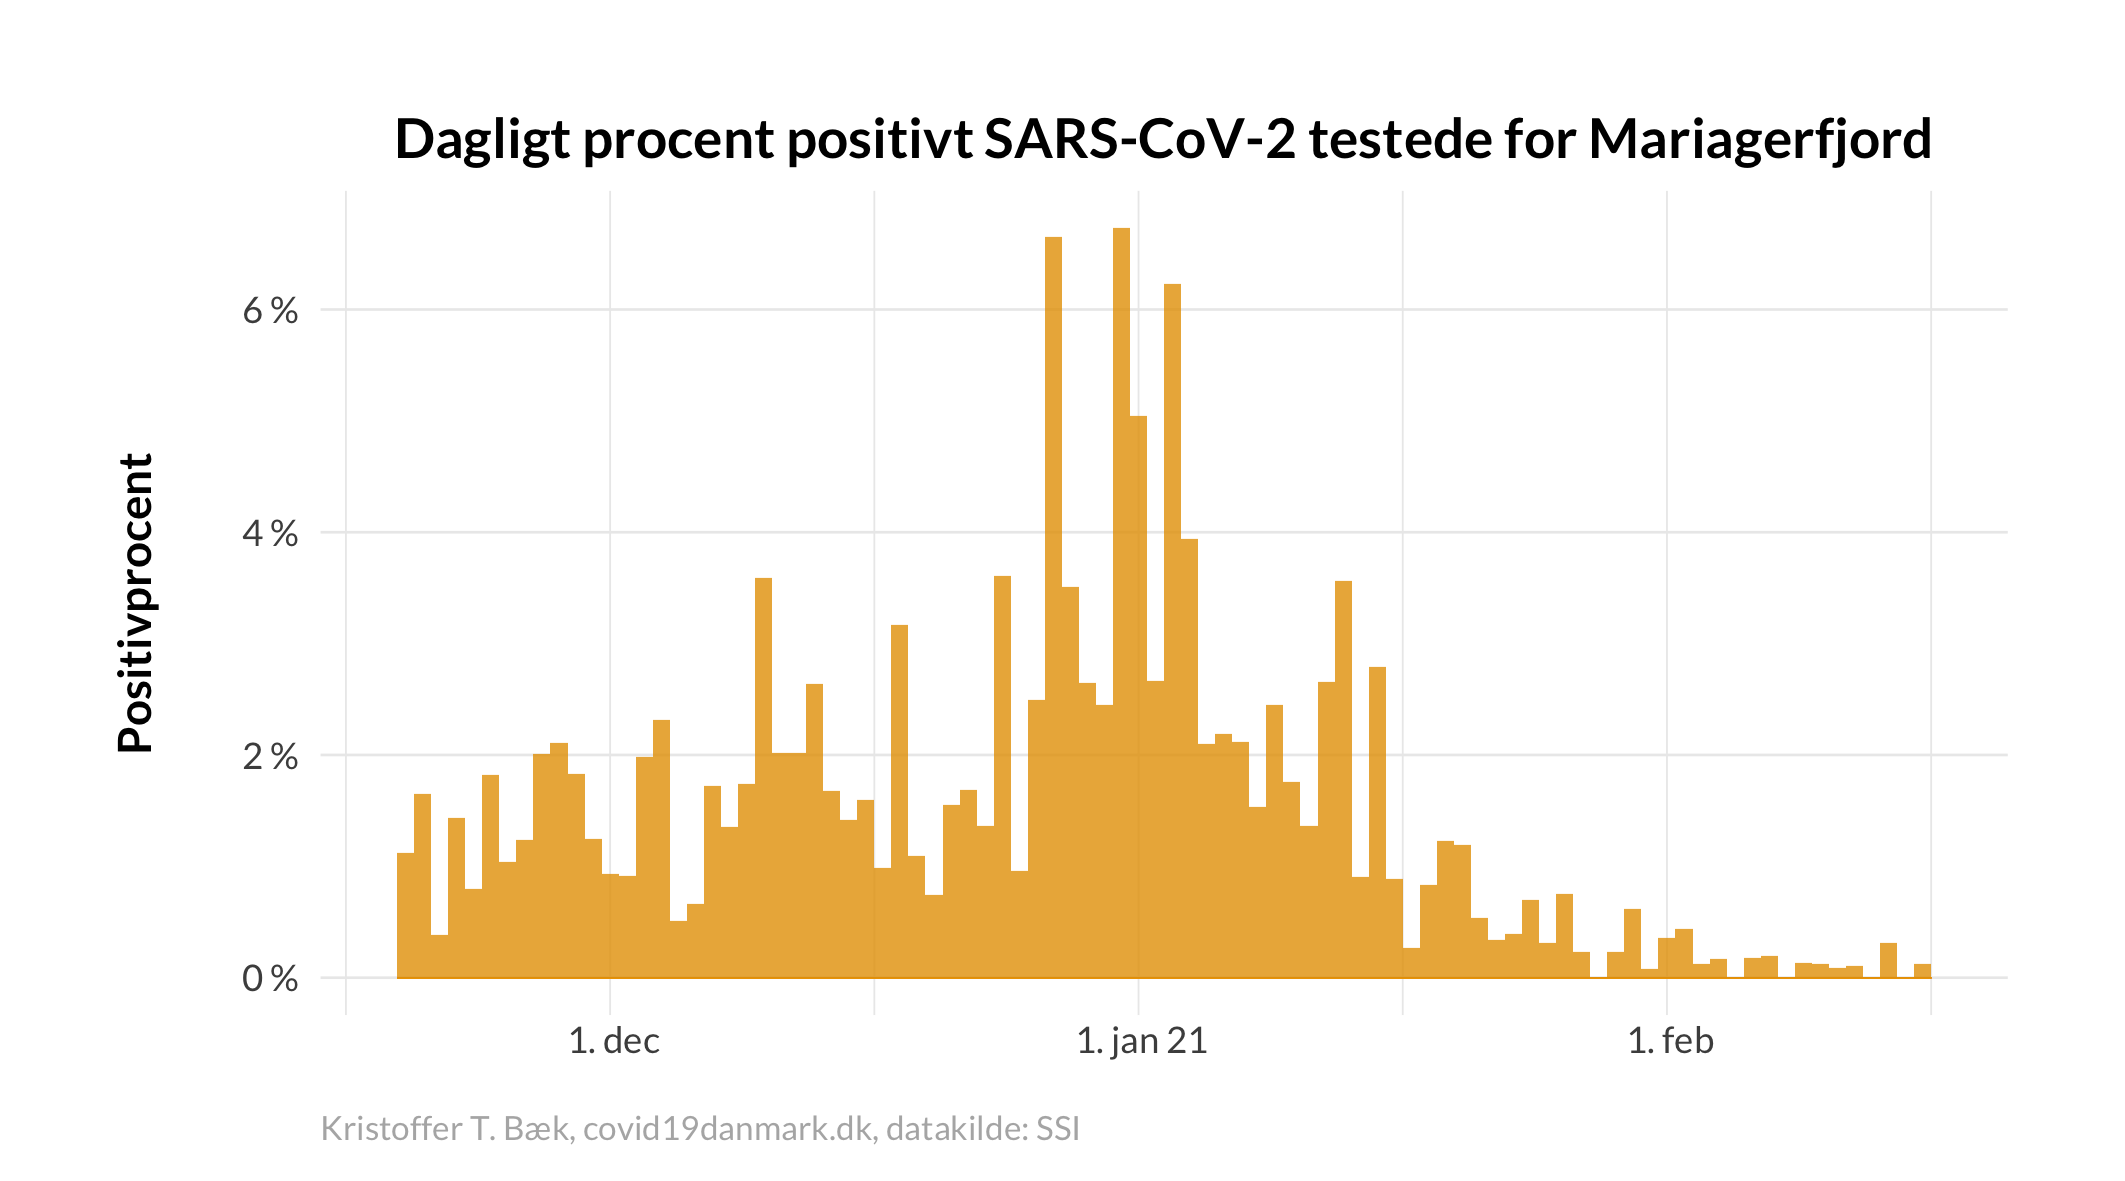 Dagligt procent positivt SARS-CoV-2 testede for Mariagerfjord
Positivprocent
6 %
4 %
2 %
0 %
1. dec
1. jan 21
1. feb
Kristoffer T. Bæk, covid19danmark.dk, datakilde: SSI